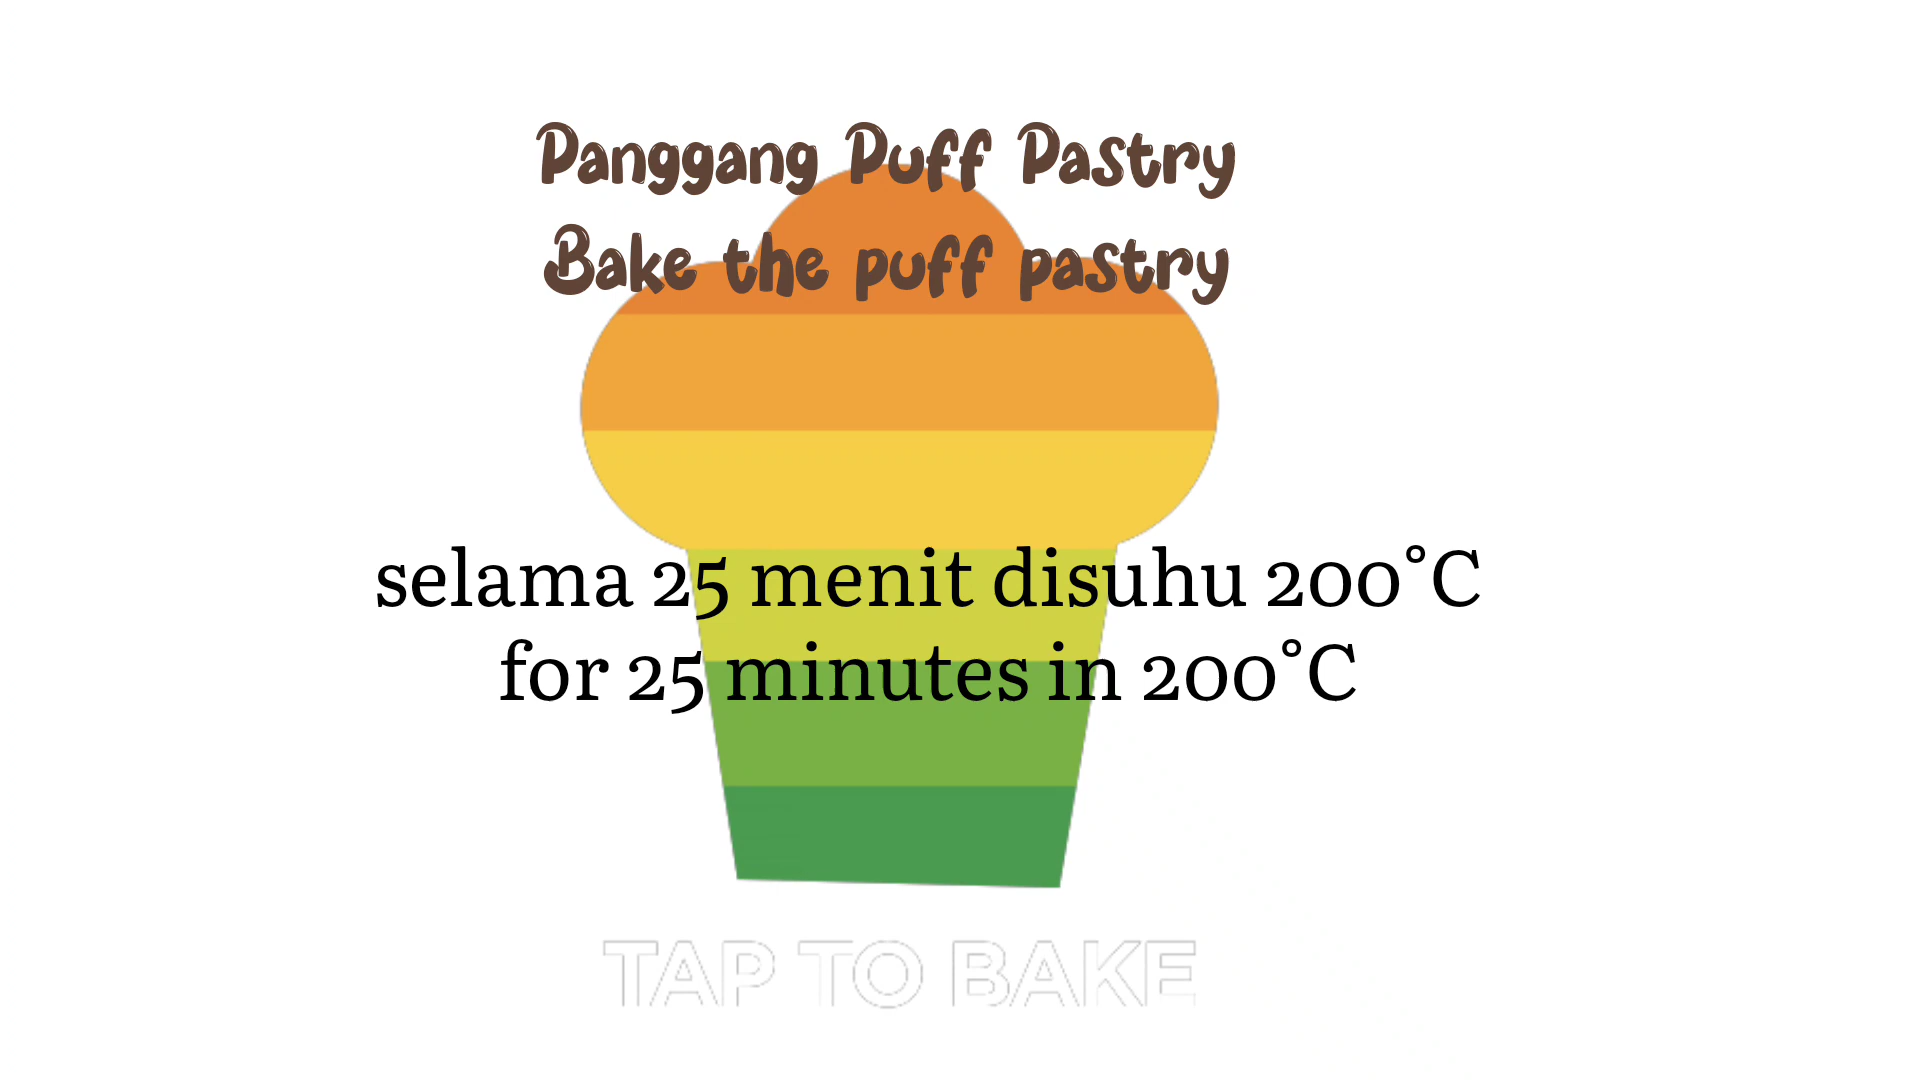 Panggang Puff Pastry
Bake the puff pastry
selama 25 menit disuhu 200°C
for 25 minutes in 200°C
TAP TO BAKE